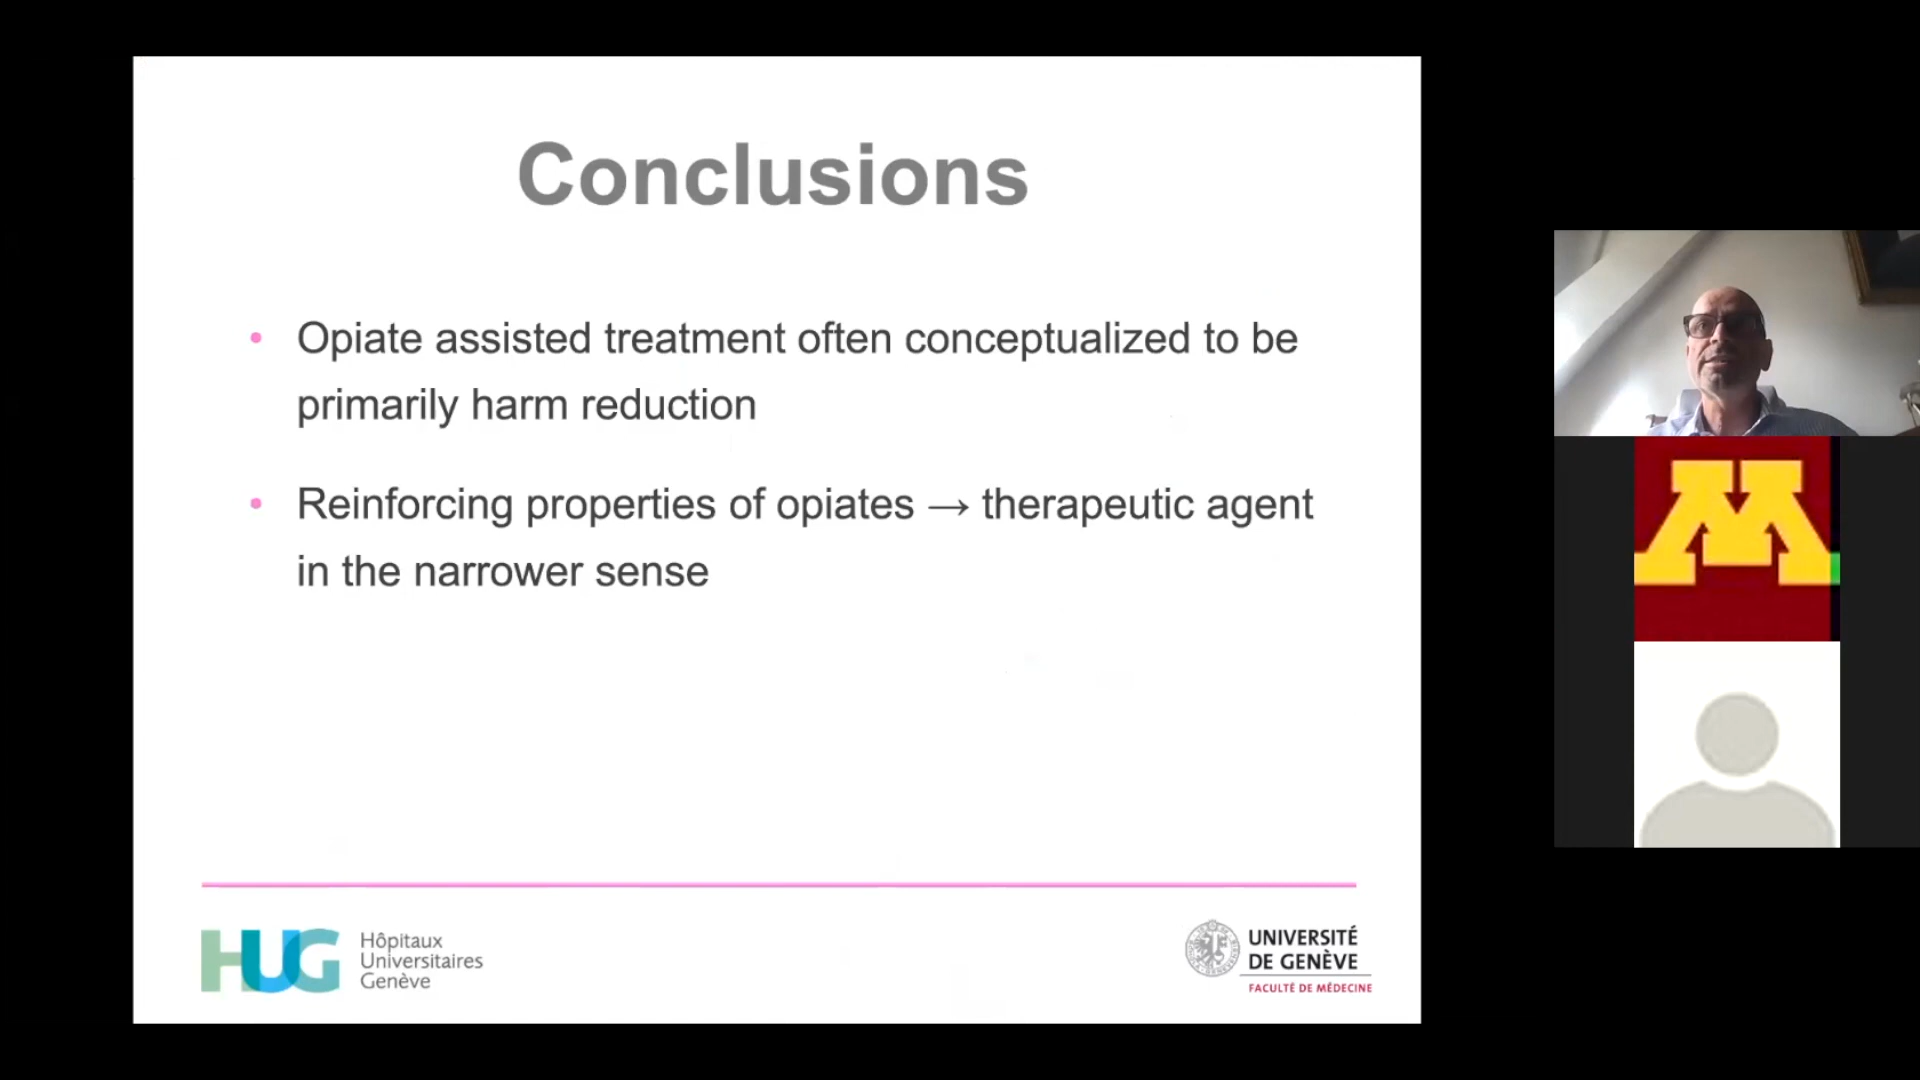 Conclusions
• Opiate assisted treatment often conceptualized to be
primarily harm reduction
• Reinforcing properties of opiates → therapeutic agent
in the narrower sense
HUG
Hôpitaux
Universitaires
Genève
UNIVERSITÉ
DE GENÈVE
FACULTÉ DE MÉDECINE
M